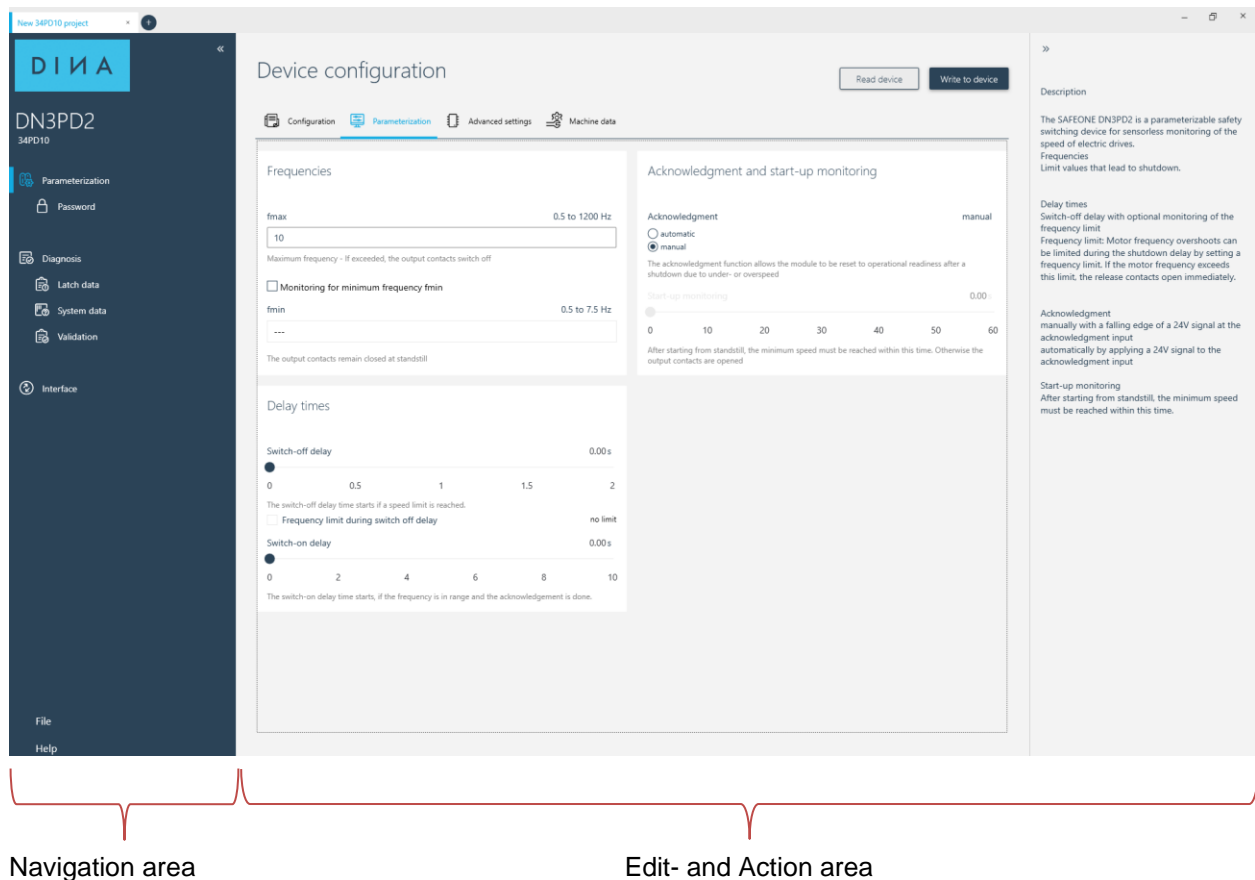 New 34PD10 project
DINA
DN3PD2
34PD10
Parameterization
Password
Diagnosis
Latch data
System data
Validation
Interface
File
Help
Device configuration
Read device
Write to device
Configuration
Parameterization
Advanced settings
Machine data
Frequencies
fmax 0.5 to 1200 Hz
10
Maximum frequency - If exceeded, the output contacts switch off
Monitoring for minimum frequency fmin
fmin 0.5 to 7.5 Hz
---
The output contacts remain closed at standstill
Delay times
Switch-off delay 0.00 s
0 0.5 1 1.5 2
The switch-off delay time starts if a speed limit is reached.
Frequency limit during switch off delay no limit
Switch-on delay 0.00 s
0 2 4 6 8 10
The switch-on delay time starts, if the frequency is in range and the acknowledgement is done.
Acknowledgment and start-up monitoring
Acknowledgment manual
automatic
manual
The acknowledgment function allows the module to be reset to operational readiness after a
shutdown due to under- or overspeed
Start-up monitoring 0.00 s
0 10 20 30 40 50 60
After starting from standstill, the minimum speed must be reached within this time. Otherwise the
output contacts are opened
Description
The SAFEONE DN3PD2 is a parameterizable safety
switching device for sensorless monitoring of the
speed of electric drives.
Frequencies
Limit values that lead to shutdown.
Delay times
Switch-off delay with optional monitoring of the
frequency limit
Frequency limit: Motor frequency overshoots can
be limited during the shutdown delay by setting a
frequency limit. If the motor frequency exceeds
this limit, the release contacts open immediately.
Acknowledgment
manually with a falling edge of a 24V signal at the
acknowledgment input
automatically by applying a 24V signal to the
acknowledgment input
Start-up monitoring
After starting from standstill, the minimum speed
must be reached within this time.
Navigation area
Edit- and Action area